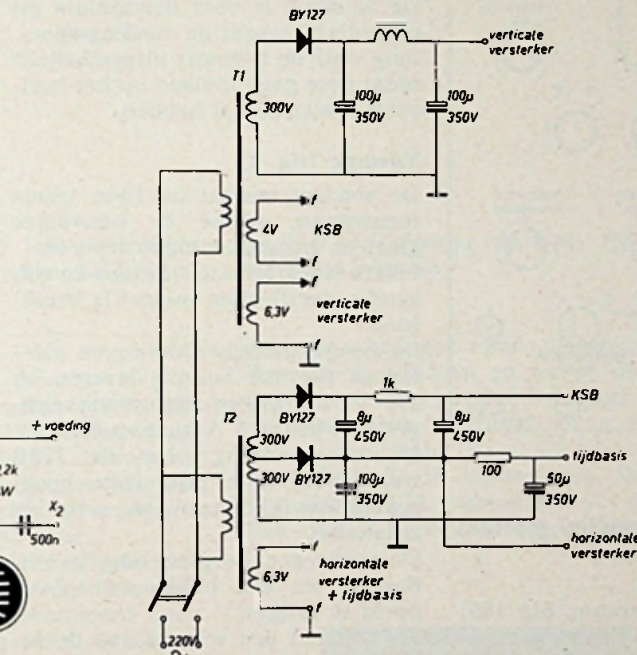 BY127
verticale
versterker
T1
300V
100µ
350V
100µ
350V
4V
f
KSB
f
f
6,3V
verticale
versterker
f
BY127
1k
KSB
T2
300V
300V
8µ
450V
8µ
450V
BY127
100
tijdbasis
100µ
350V
50µ
350V
horizontale
versterker
f
6,3V
horizontale
versterker
+ tijdbasis
f
220V
+ voeding
X2
500n